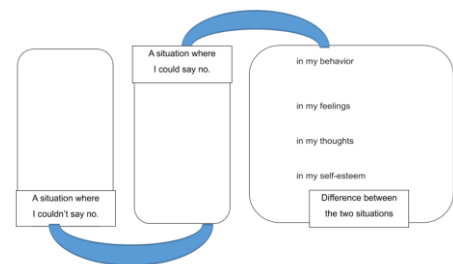 A situation where
I couldn't say no.
A situation where
I could say no.
in my behavior
in my feelings
in my thoughts
in my self-esteem
Difference between
the two situations